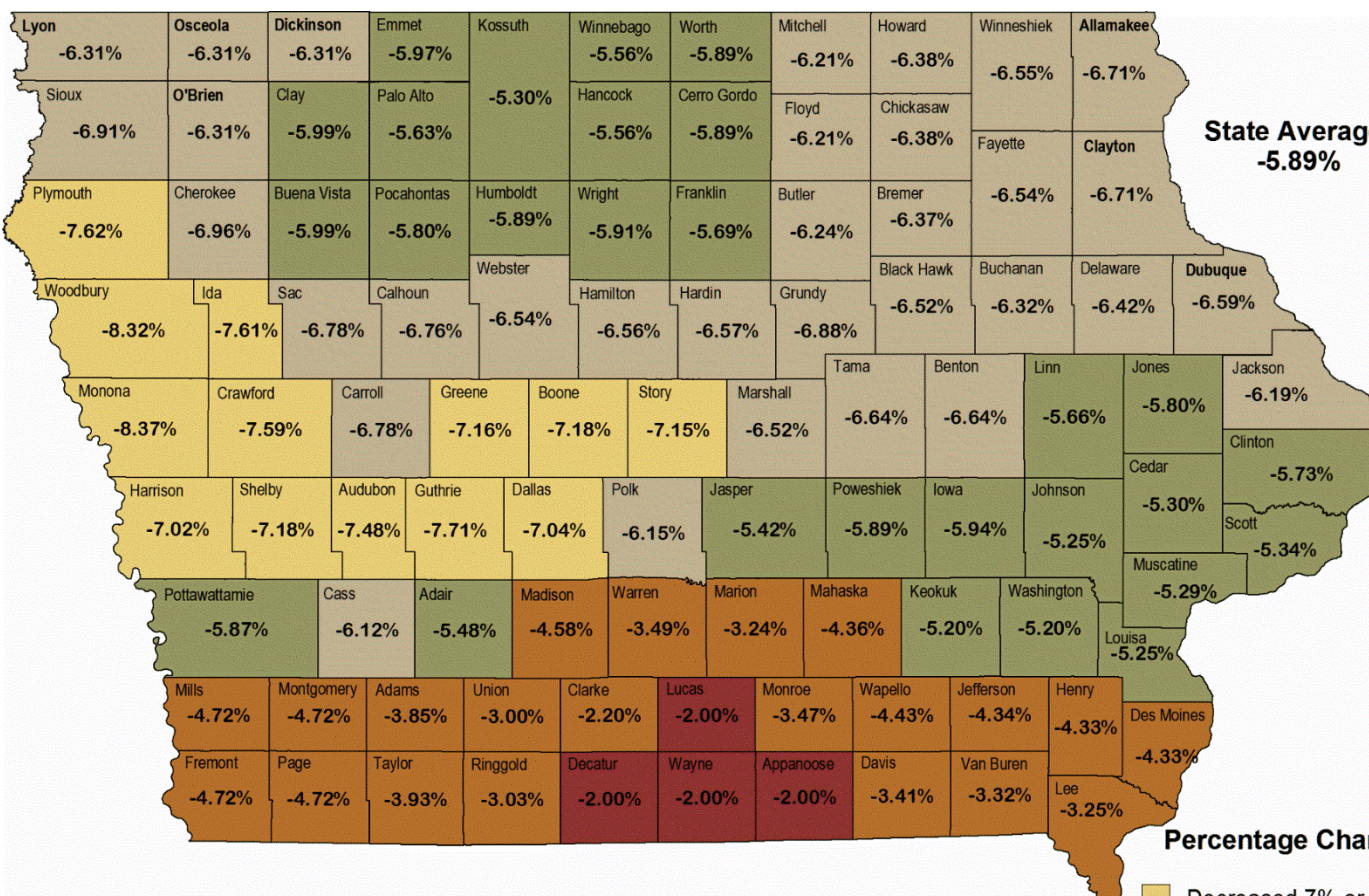 Lyon
-6.31%
Osceola
-6.31%
Dickinson
-6.31%
Emmet
-5.97%
Kossuth
-5.30%
Winnebago
-5.56%
Worth
-5.89%
Mitchell
-6.21%
Howard
-6.38%
Winneshiek
-6.55%
Allamakee
-6.71%
Sioux
-6.91%
O'Brien
-6.31%
Clay
-5.99%
Palo Alto
-5.63%
Hancock
-5.56%
Cerro Gordo
-5.89%
Floyd
-6.21%
Chickasaw
-6.38%
State Averag
-5.89%
Fayette
-6.54%
Clayton
-6.71%
Plymouth
-7.62%
Cherokee
-6.96%
Buena Vista
-5.99%
Pocahontas
-5.80%
Humboldt
-5.89%
Wright
-5.91%
Franklin
-5.69%
Butler
-6.24%
Bremer
-6.37%
Webster
-6.54%
Black Hawk
-6.52%
Buchanan
-6.32%
Delaware
-6.42%
Dubuque
-6.59%
Woodbury
-8.32%
Ida
-7.61%
Sac
-6.78%
Calhoun
-6.76%
Hamilton
-6.56%
Hardin
-6.57%
Grundy
-6.88%
Tama
-6.64%
Benton
-6.64%
Linn
-5.66%
Jones
-5.80%
Jackson
-6.19%
Monona
-8.37%
Crawford
-7.59%
Carroll
-6.78%
Greene
-7.16%
Boone
-7.18%
Story
-7.15%
Marshall
-6.52%
Clinton
-5.73%
Cedar
-5.30%
Harrison
-7.02%
Shelby
-7.18%
Audubon
-7.48%
Guthrie
-7.71%
Dallas
-7.04%
Polk
-6.15%
Jasper
-5.42%
Poweshiek
-5.89%
Iowa
-5.94%
Johnson
-5.25%
Scott
-5.34%
Muscatine
-5.29%
Pottawattamie
-5.87%
Cass
-6.12%
Adair
-5.48%
Madison
-4.58%
Warren
-3.49%
Marion
-3.24%
Mahaska
-4.36%
Keokuk
-5.20%
Washington
-5.20%
Louisa
-5.25%
Mills
-4.72%
Montgomery
-4.72%
Adams
-3.85%
Union
-3.00%
Clarke
-2.20%
Lucas
-2.00%
Monroe
-3.47%
Wapello
-4.43%
Jefferson
-4.34%
Henry
-4.33%
Des Moines
-4.33%
Fremont
-4.72%
Page
-4.72%
Taylor
-3.93%
Ringgold
-3.03%
Decatur
-2.00%
Wayne
-2.00%
Appanoose
-2.00%
Davis
-3.41%
Van Buren
-3.32%
Lee
-3.25%
Percentage Cha
Decreased 7% or